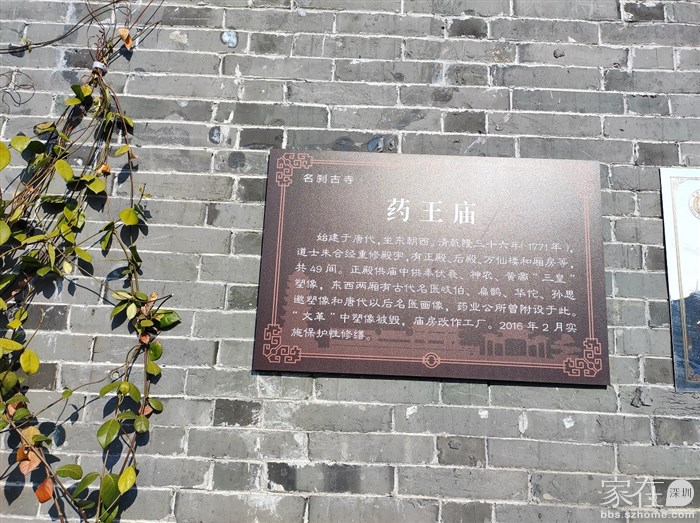 名刹古寺
药王庙
始建于唐代，坐东朝西。清乾隆三十六年（1771年），
道士朱合经重修殿宇，有正殿、后殿、万仙楼和厢房等，
共49间。正殿供庙中供奉伏羲、神农、黄帝“三皇”
塑像，东西两厢有古代名医岐伯、扁鹊、华佗、孙思
邈塑像和唐代以后名医画像，药业公所曾附设于此。
“文革”中塑像被毁，庙房改作工厂。2016年2月实
施保护性修缮。
家在深圳
bbs.szhome.com